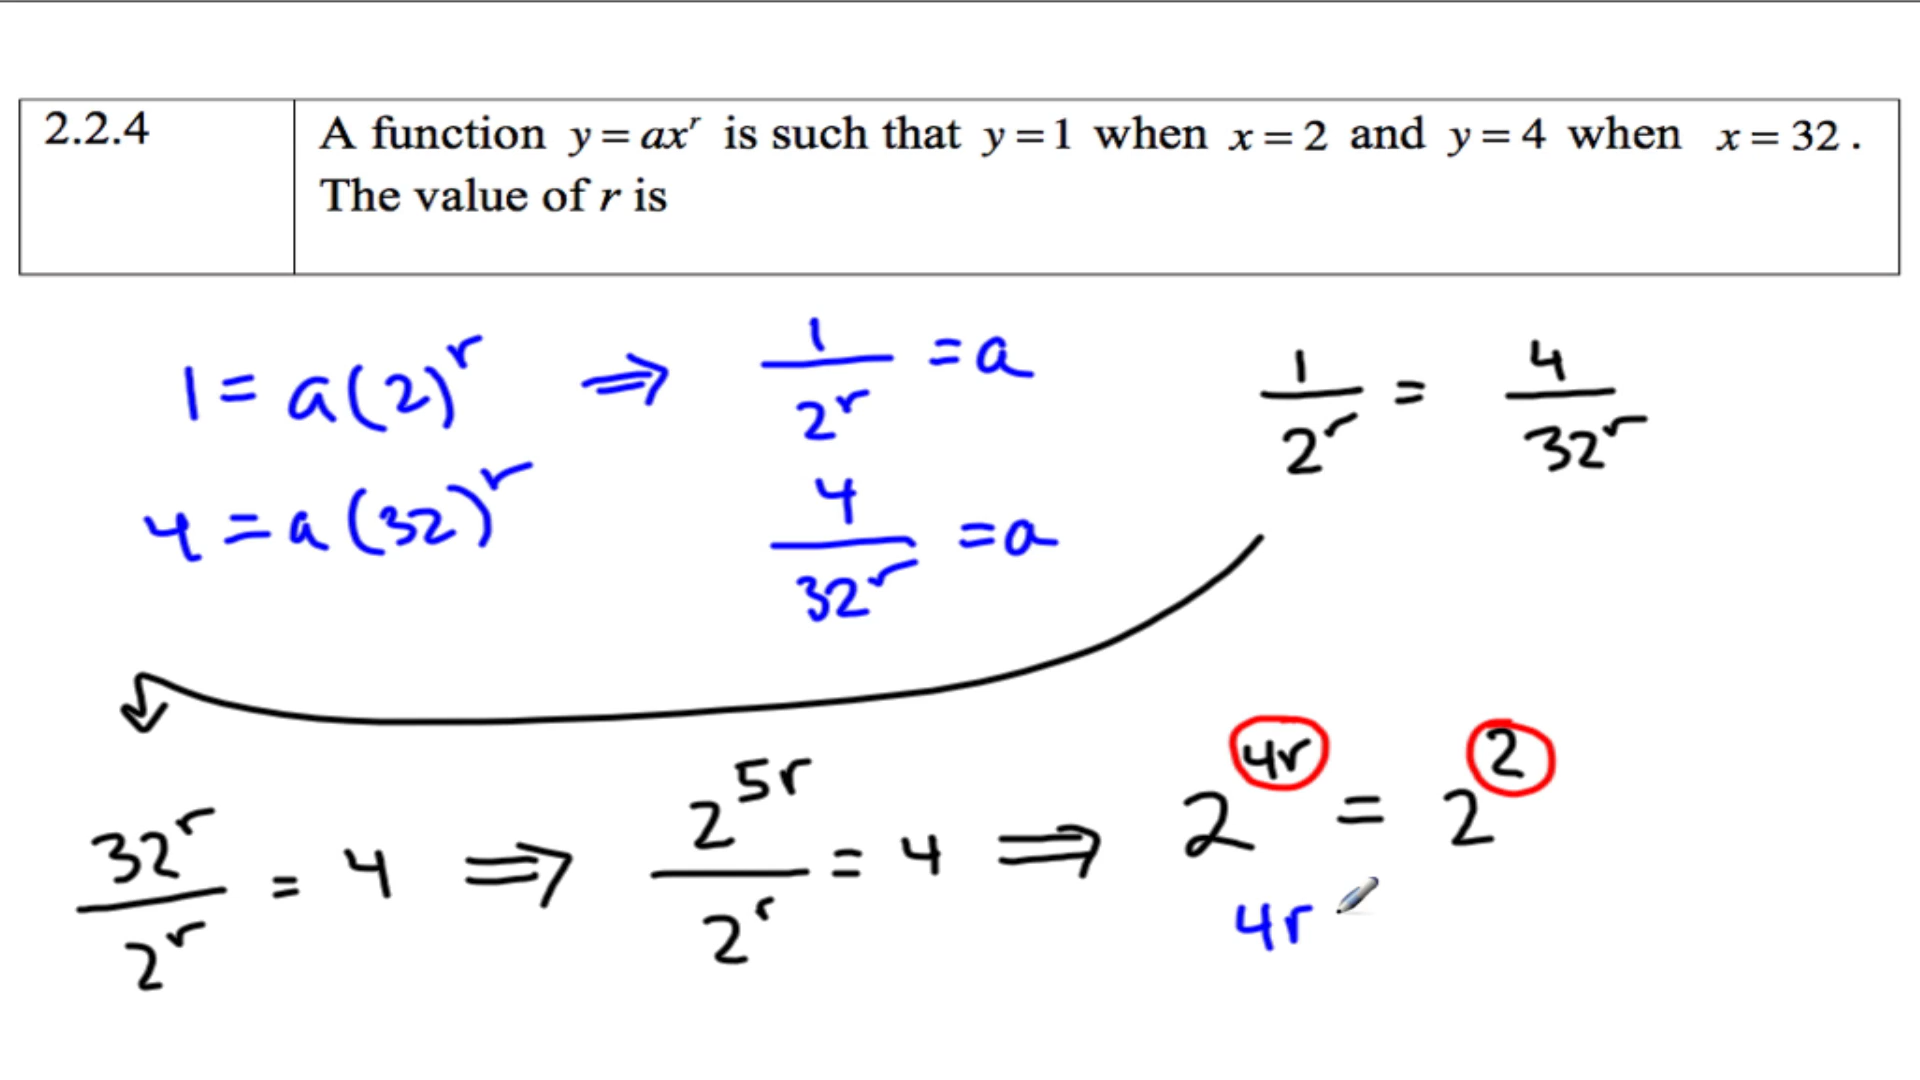 2.2.4
A function y = ax^r is such that y = 1 when x = 2 and y = 4 when x = 32 .
The value of r is
1 = a(2)^r ⇒ 1/2^r = a
4 = a(32)^r 4/32^r = a
1/2^r = 4/32^r
32^r/2^r = 4 ⇒ 2^5r/2^r = 4 ⇒ 2^4r = 2^2
4r